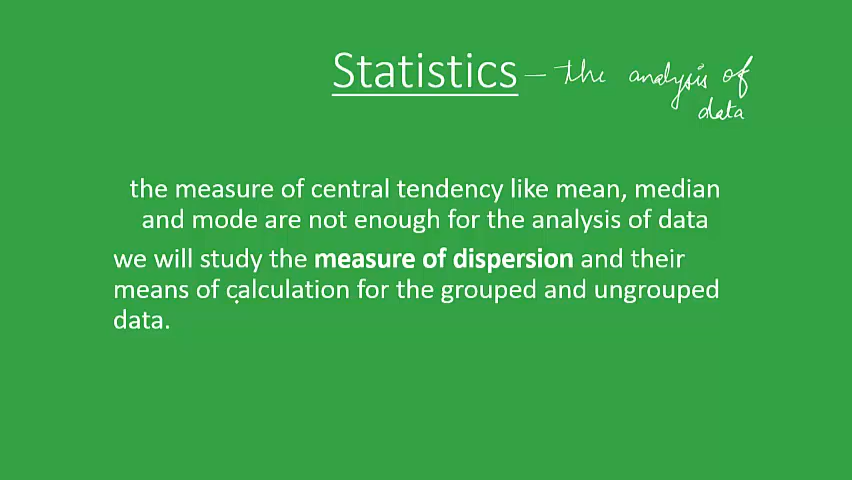 Statistics – the analysis of
data
the measure of central tendency like mean, median
and mode are not enough for the analysis of data
we will study the measure of dispersion and their
means of calculation for the grouped and ungrouped
data.